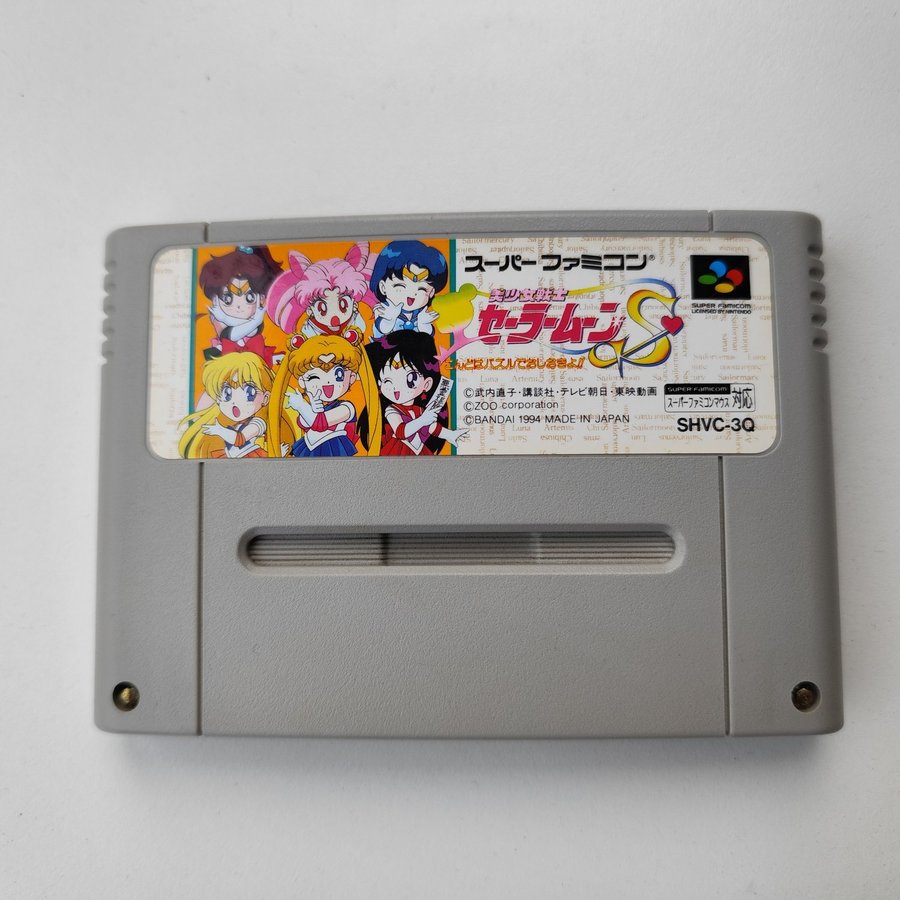 スーパーファミコン®
美少女戦士
セーラームーンS
こんどはパズルでおしおきよ!!
SUPER FAMICOM
LICENSED BY NINTENDO
©武内直子・講談社・テレビ朝日・東映動画
©ZOO corporation
©BANDAI 1994 MADE IN JAPAN
SUPER FAMICOM
スーパーファミコンマウス 対応
SHVC-3Q